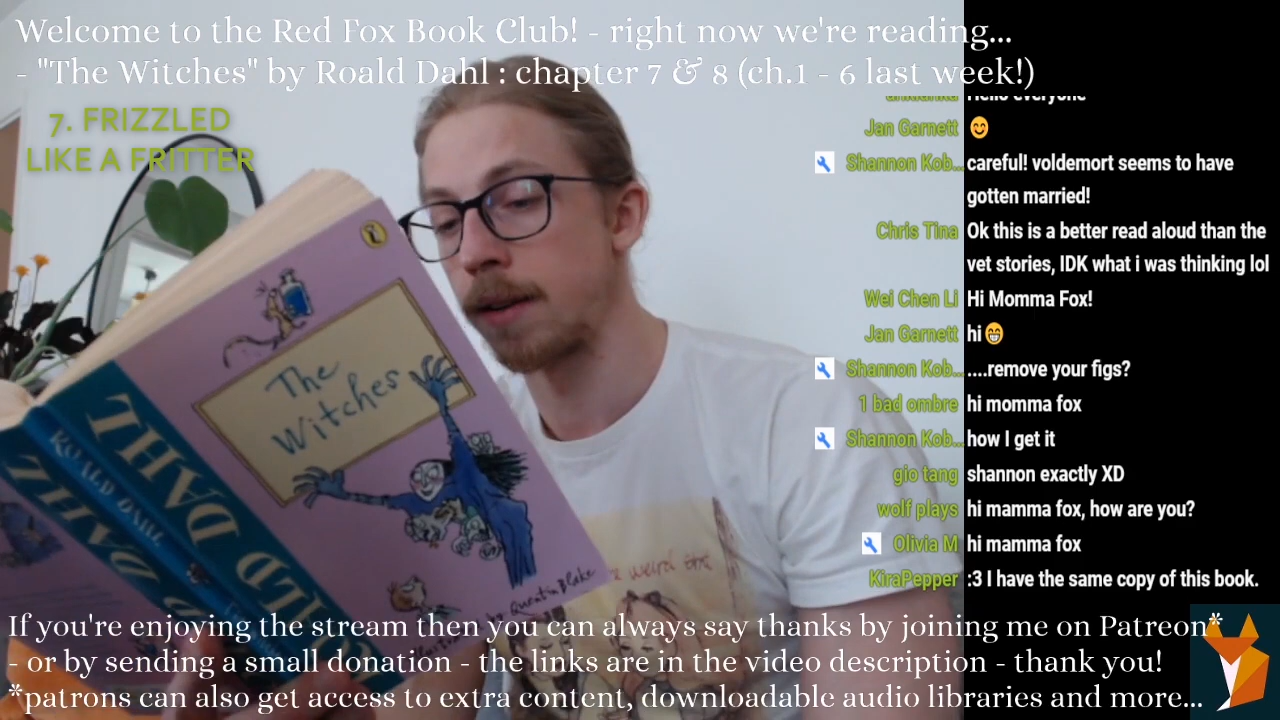 Welcome to the Red Fox Book Club! - right now we're reading...
- "The Witches" by Roald Dahl : chapter 7 & 8 (ch.1 - 6 last week!)
7. FRIZZLED
LIKE A FRITTER
Hello everyone
Jan Garnett 😊
Shannon Kob... careful! voldemort seems to have
gotten married!
Chris Tina Ok this is a better read aloud than the
vet stories, IDK what i was thinking lol
Wei Chen Li Hi Momma Fox!
Jan Garnett hi😁
Shannon Kob... ....remove your figs?
1 bad ombre hi momma fox
Shannon Kob... how I get it
gio tang shannon exactly XD
wolf plays hi mamma fox, how are you?
Olivia M hi mamma fox
KiraPepper :3 I have the same copy of this book.
The
Witches
ROALD DAHL
DAHL
Quentin Blake
weird
If you're enjoying the stream then you can always say thanks by joining me on Patreon*
- or by sending a small donation - the links are in the video description - thank you!
*patrons can also get access to extra content, downloadable audio libraries and more...